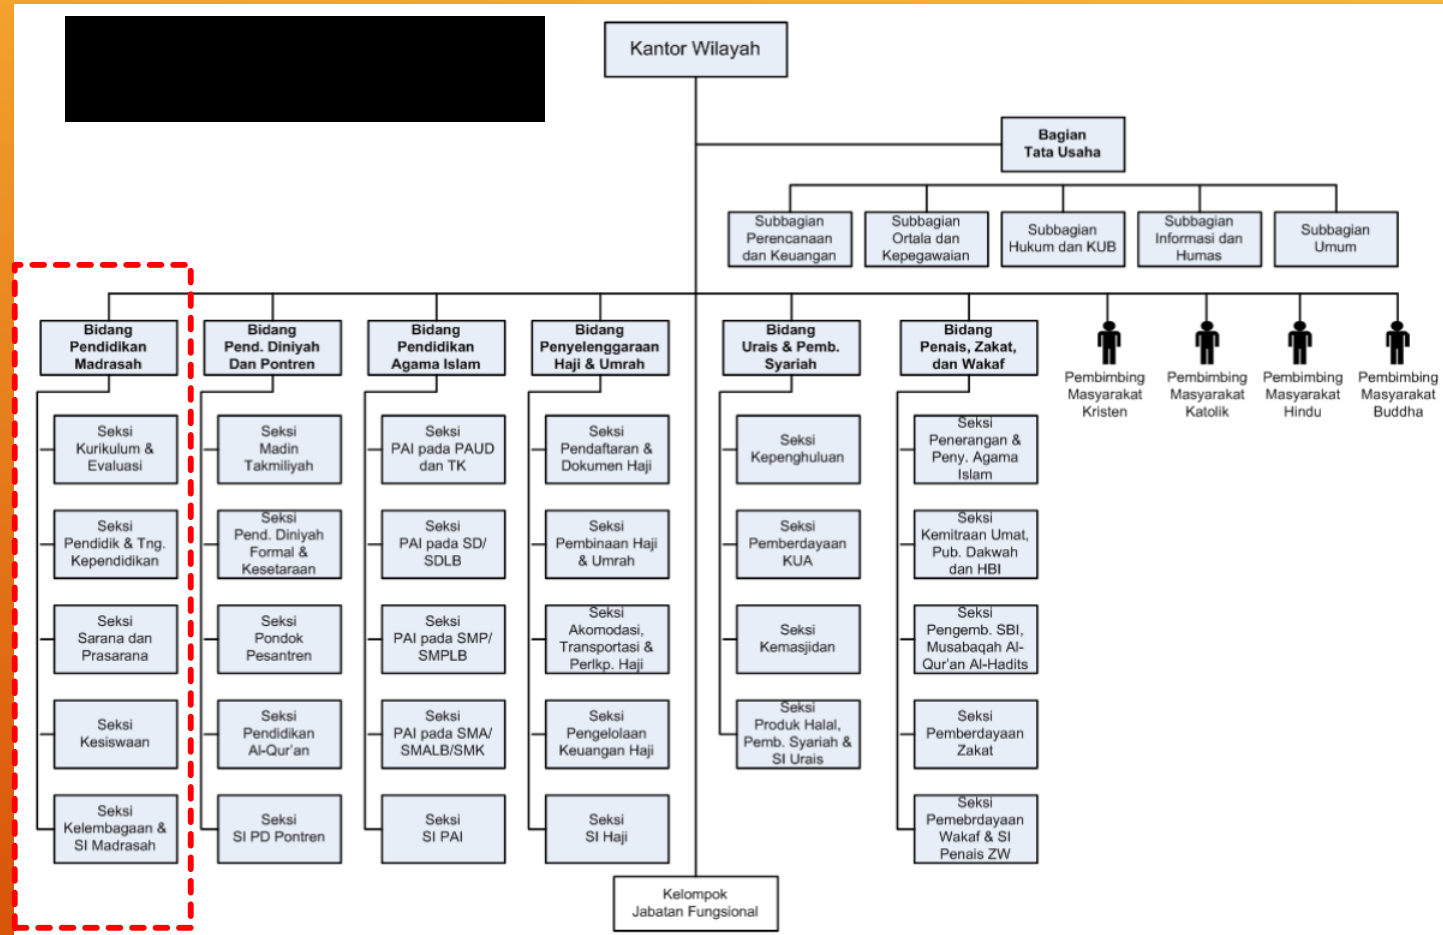 Kantor Wilayah
Bagian
Tata Usaha
Subbagian
Perencanaan
dan Keuangan
Subbagian
Ortala dan
Kepegawaian
Subbagian
Hukum dan KUB
Subbagian
Informasi dan
Humas
Subbagian
Umum
Bidang
Pendidikan
Madrasah
Bidang
Pend. Diniyah
Dan Pontren
Bidang
Pendidikan
Agama Islam
Bidang
Penyelenggaraan
Haji & Umrah
Bidang
Urais & Pemb.
Syariah
Bidang
Penais, Zakat,
dan Wakaf
Pembimbing
Masyarakat
Kristen
Pembimbing
Masyarakat
Katolik
Pembimbing
Masyarakat
Hindu
Pembimbing
Masyarakat
Buddha
Seksi
Kurikulum &
Evaluasi
Seksi
Madin
Takmiliyah
Seksi
PAI pada PAUD
dan TK
Seksi
Pendaftaran &
Dokumen Haji
Seksi
Kepenghuluan
Seksi
Penerangan &
Peny. Agama
Islam
Seksi
Pendidik & Tng.
Kependidikan
Seksi
Pend. Diniyah
Formal &
Kesetaraan
Seksi
PAI pada SD/
SDLB
Seksi
Pembinaan Haji
& Umrah
Seksi
Pemberdayaan
KUA
Seksi
Kemitraan Umat,
Pub. Dakwah
dan HBI
Seksi
Sarana dan
Prasarana
Seksi
Pondok
Pesantren
Seksi
PAI pada SMP/
SMPLB
Seksi
Akomodasi,
Transportasi &
Perlkp. Haji
Seksi
Kemasjidan
Seksi
Pengemb. SBI,
Musabaqah Al-
Qur'an Al-Hadits
Seksi
Kesiswaan
Seksi
Pendidikan
Al-Qur'an
Seksi
PAI pada SMA/
SMALB/SMK
Seksi
Pengelolaan
Keuangan Haji
Seksi
Produk Halal,
Pemb. Syariah &
SI Urais
Seksi
Pemberdayaan
Zakat
Seksi
Kelembagaan &
SI Madrasah
Seksi
SI PD Pontren
Seksi
SI PAI
Seksi
SI Haji
Seksi
Pemebrdayaan
Wakaf & SI
Penais ZW
Kelompok
Jabatan Fungsional